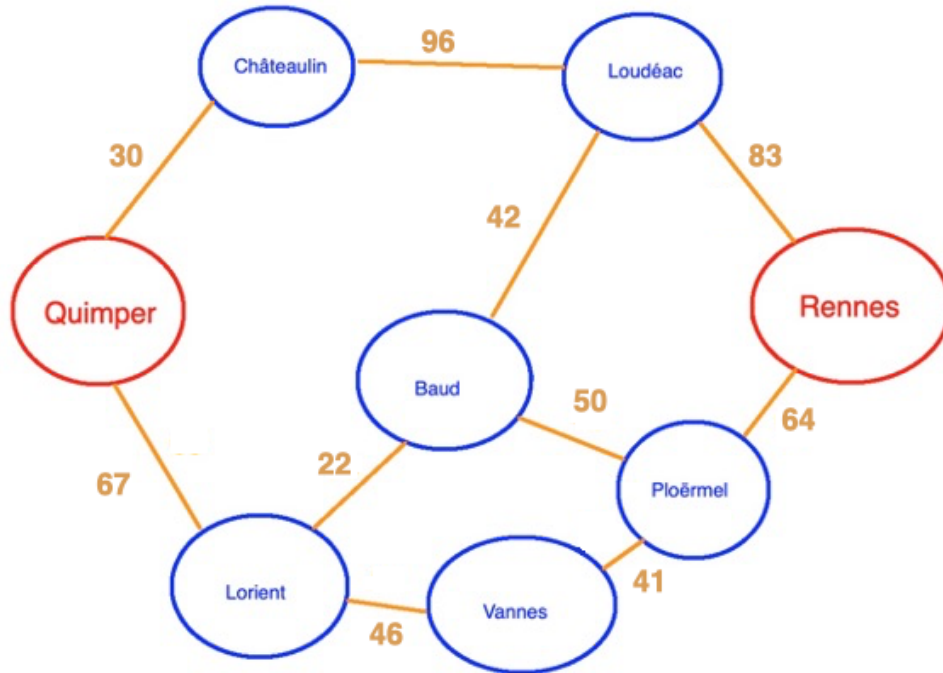 96
Châteaulin
Loudéac
30
83
42
Quimper
Rennes
Baud
50
64
22
67
Ploërmel
41
Lorient
Vannes
46